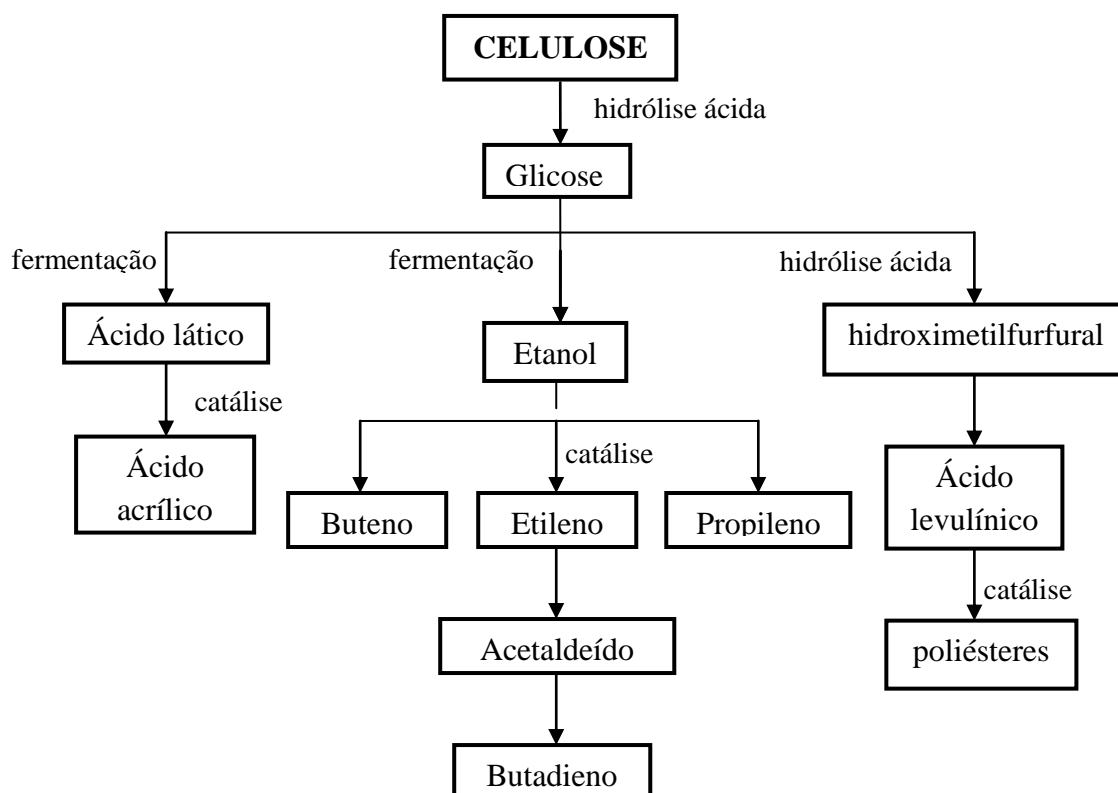 CELULOSE
hidrólise ácida
Glicose
fermentação
fermentação
hidrólise ácida
Ácido lático
Etanol
hidroximetilfurfural
catálise
Ácido
acrílico
catálise
Buteno
Etileno
Propileno
Ácido
levulínico
catálise
Acetaldeído
poliésteres
Butadieno